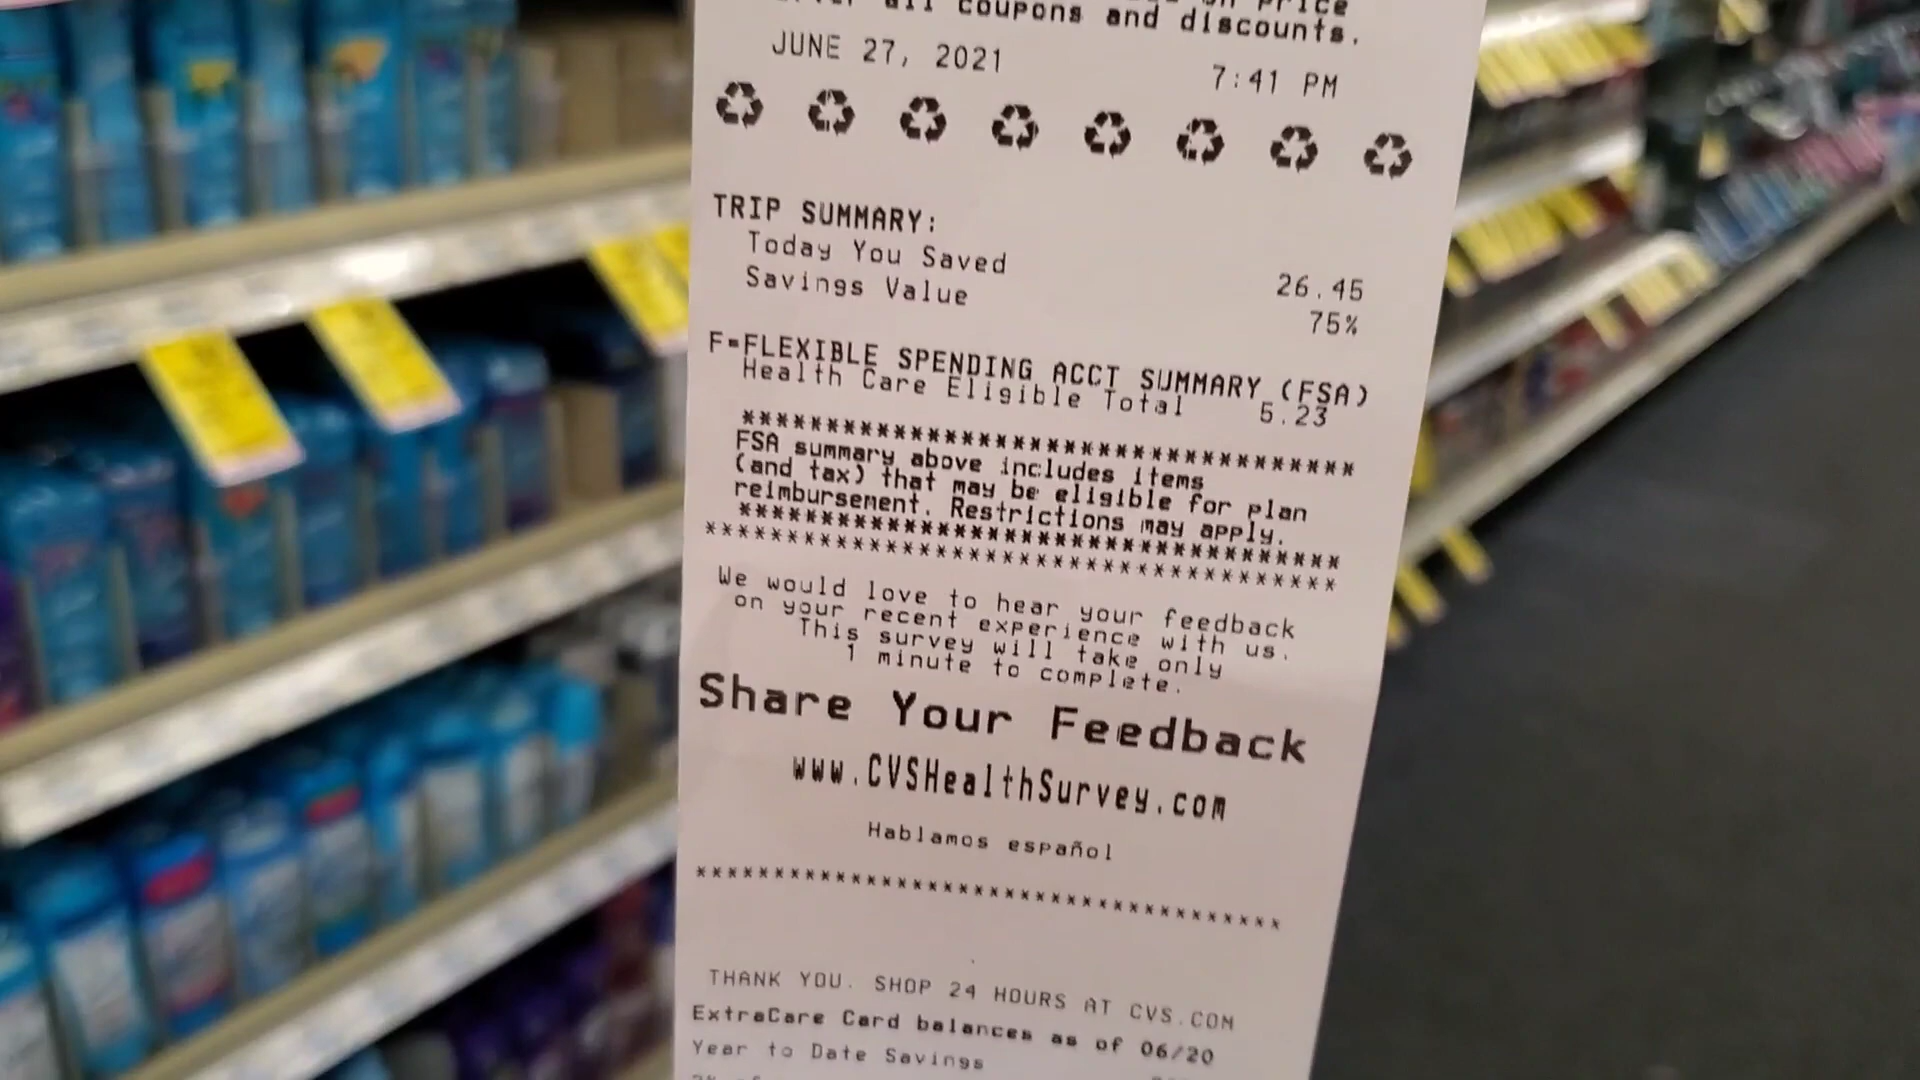 all coupons and discounts.
JUNE 27, 2021 7:41 PM
TRIP SUMMARY:
Today You Saved 26.45
Savings Value 75%
F=FLEXIBLE SPENDING ACCT SUMMARY (FSA)
Health Care Eligible Total 5.23
**************************************
FSA summary above includes items
(and tax) that may be eligible for plan
reimbursement. Restrictions may apply.
**************************************
****************************************
We would love to hear your feedback
on your recent experience with us.
This survey will take only
1 minute to complete.
Share Your Feedback
www.CVSHealthSurvey.com
Hablamos español
****************************************
THANK YOU. SHOP 24 HOURS AT CVS.COM
ExtraCare Card balances as of 06/20
Year to Date Savings